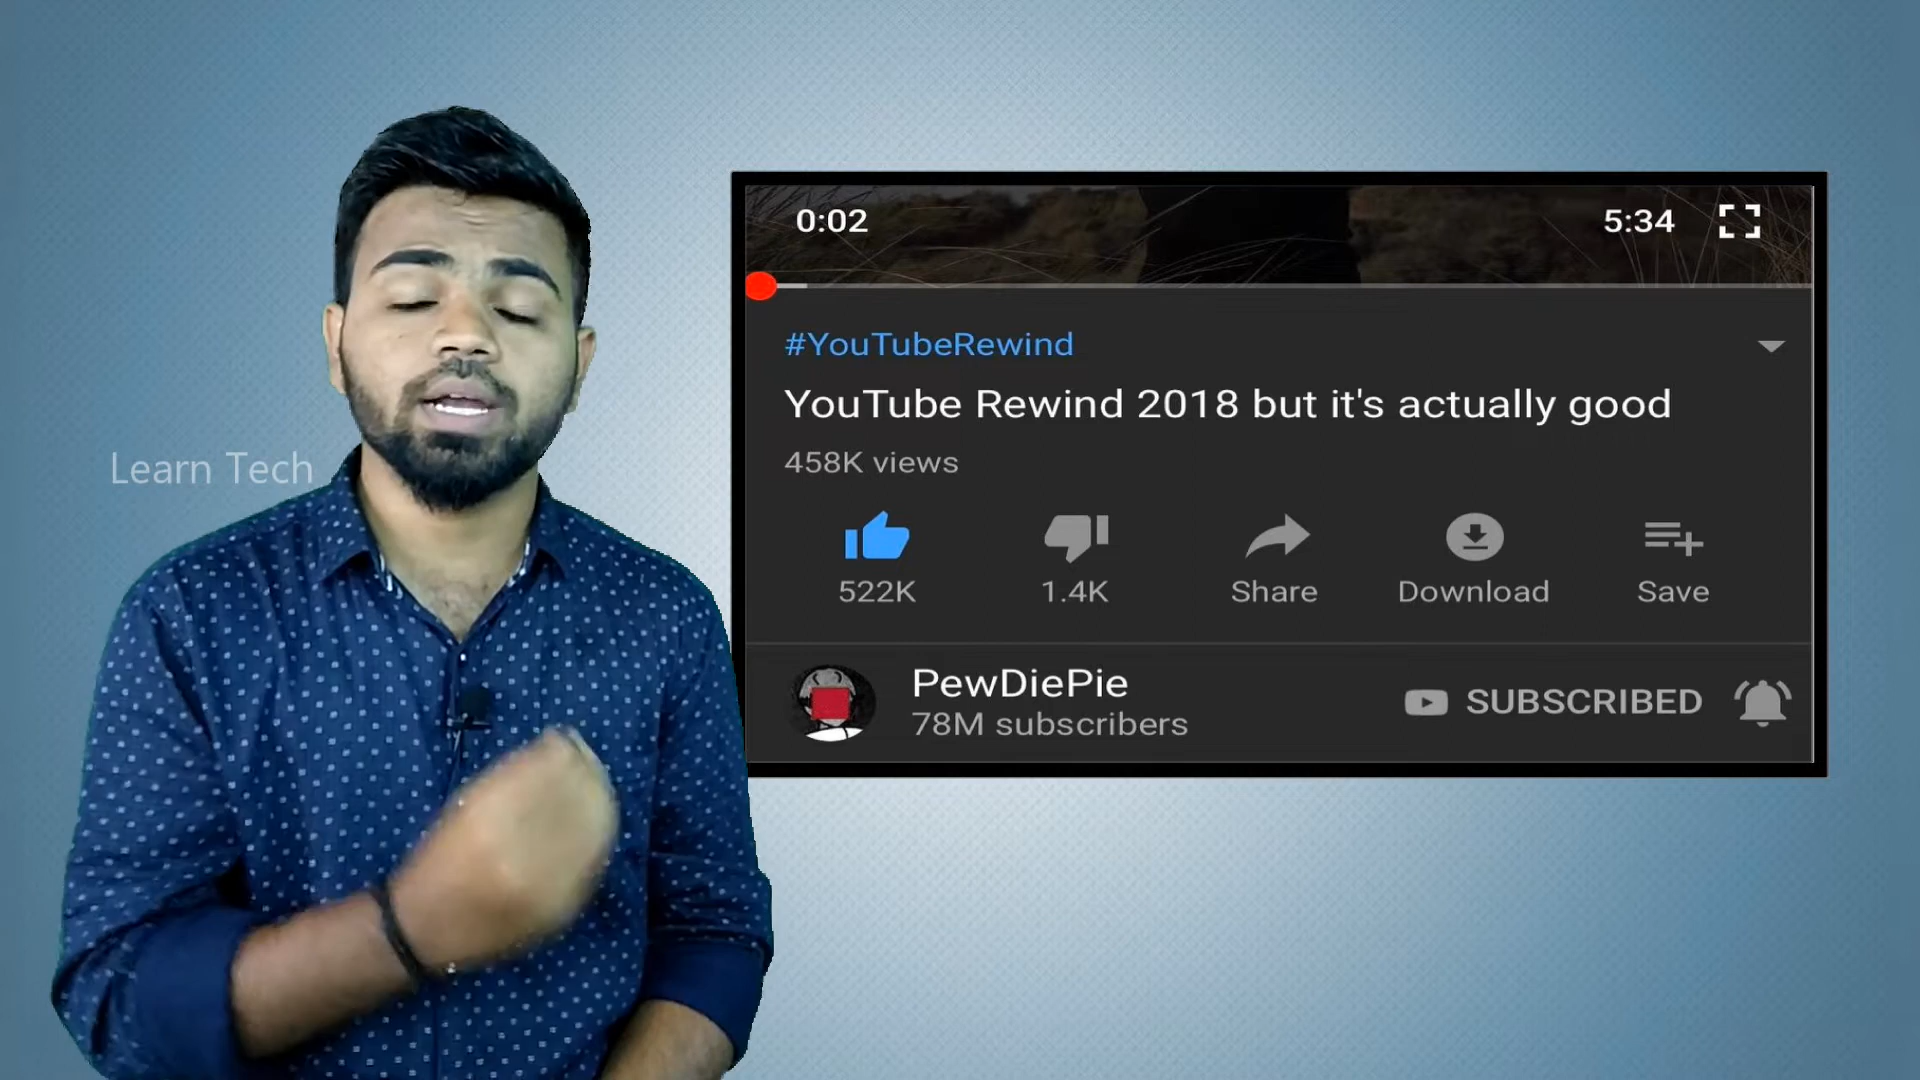 Learn Tech
0:02
5:34
#YouTubeRewind
YouTube Rewind 2018 but it's actually good
458K views
522K
1.4K
Share
Download
Save
PewDiePie
78M subscribers
SUBSCRIBED